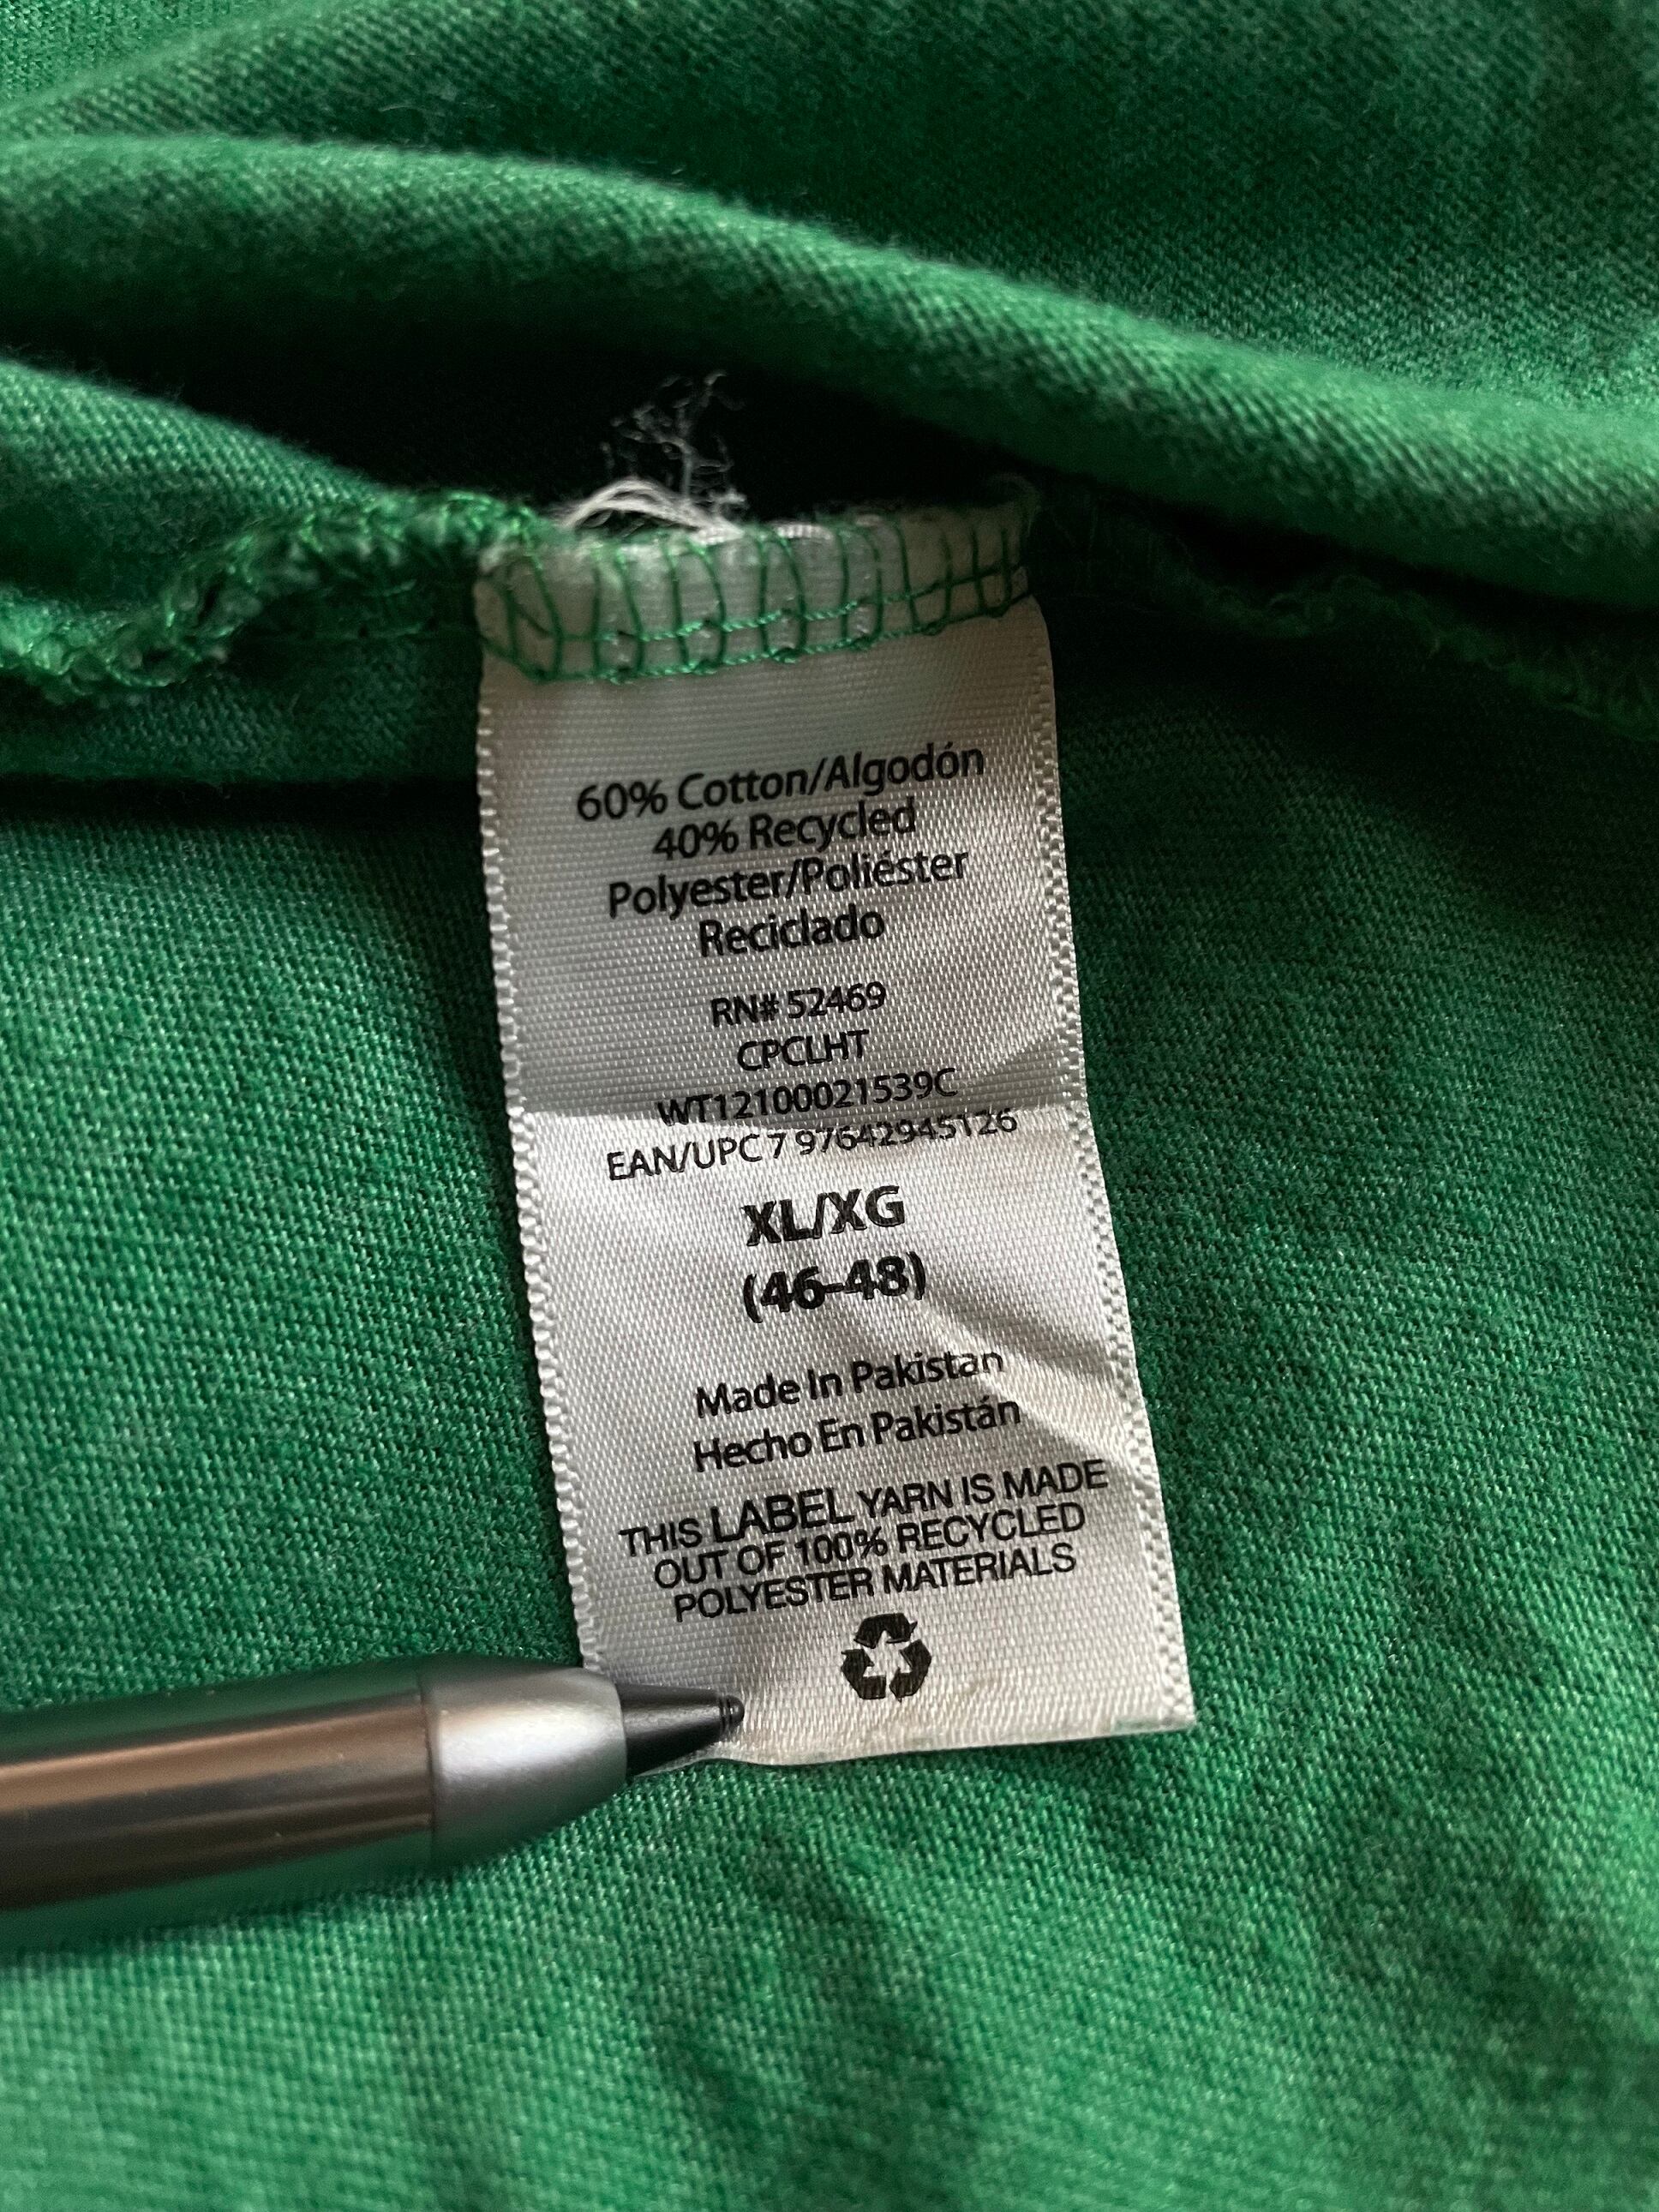 60% Cotton/Algodón
40% Recycled
Polyester/Poliéster
Reciclado
RN# 52469
CPCLHT
WT12100021539C
EAN/UPC 7 97642945126
XL/XG
(46-48)
Made In Pakistan
Hecho En Pakistán
THIS LABEL YARN IS MADE
OUT OF 100% RECYCLED
POLYESTER MATERIALS